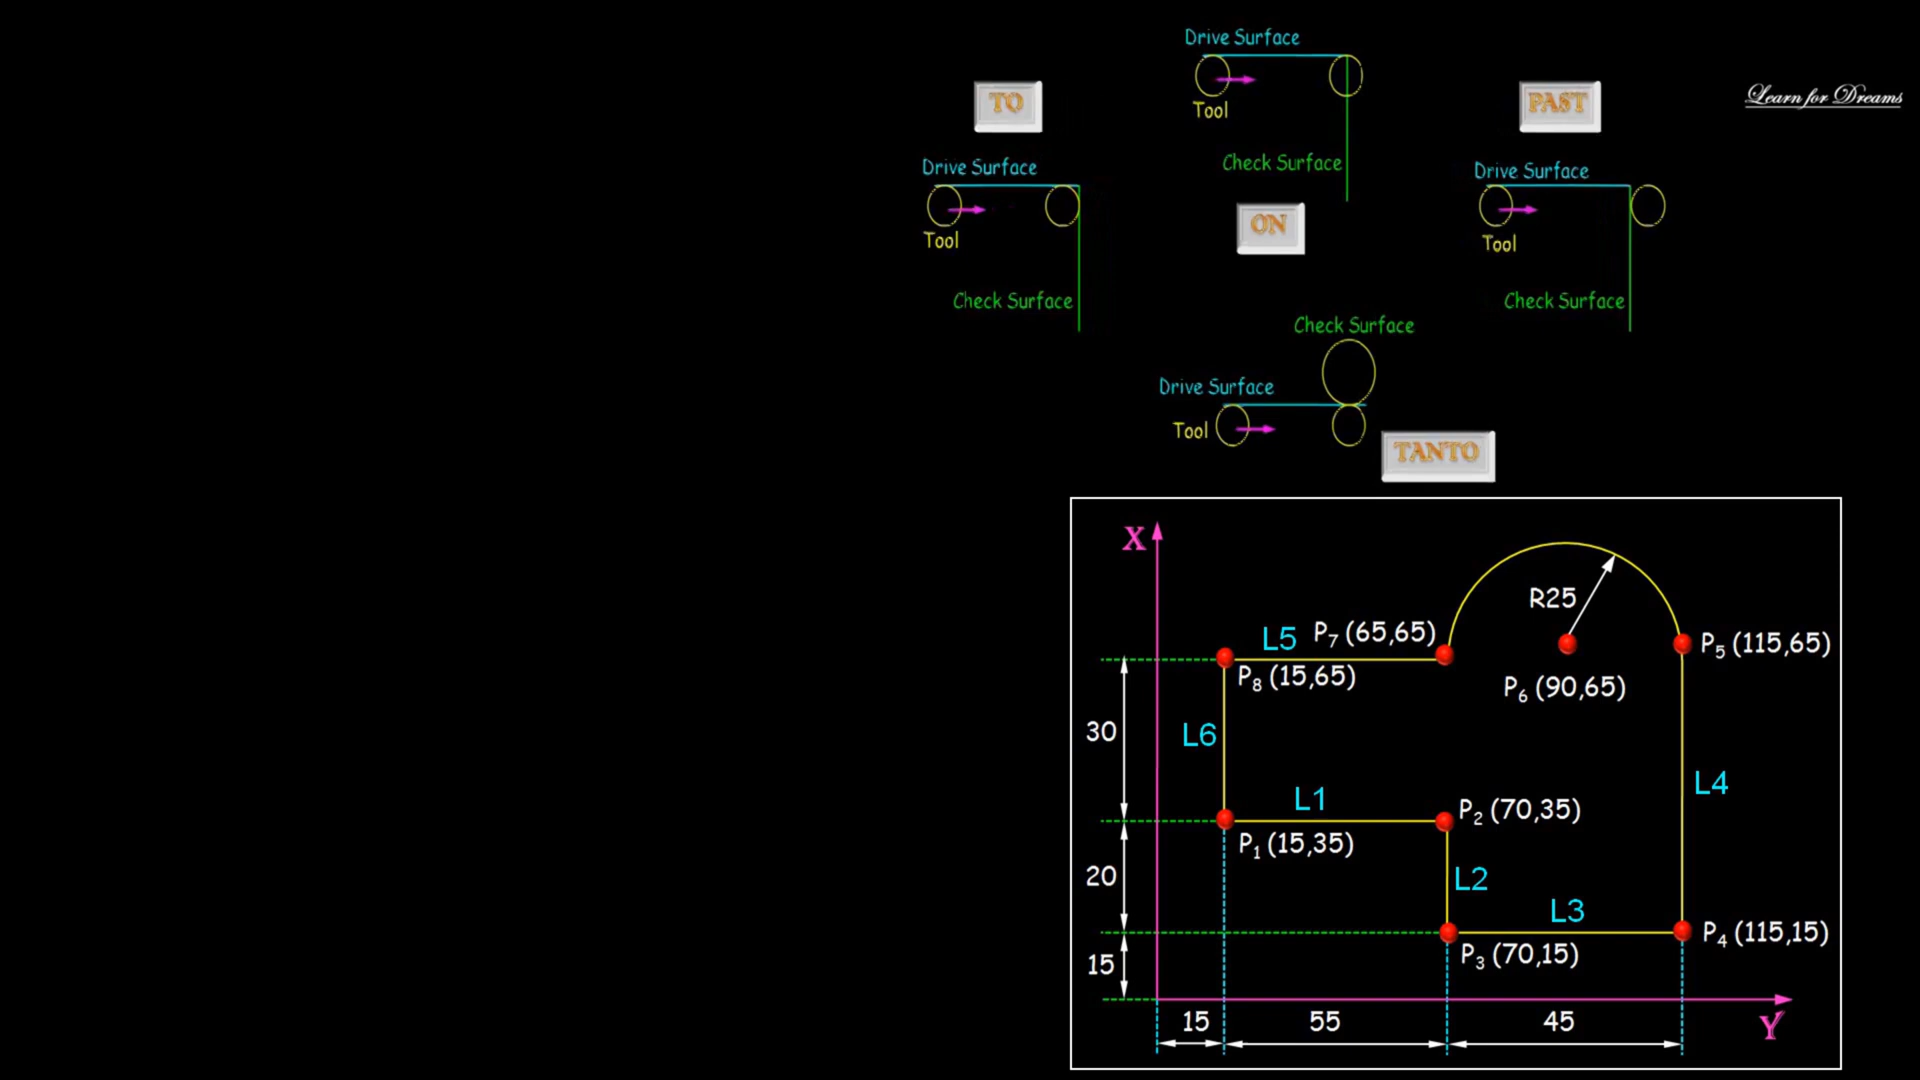 Drive Surface
Tool
Check Surface
ON
TO
Drive Surface
Tool
Check Surface
PAST
Drive Surface
Tool
Check Surface
Learn for Dreams
Check Surface
Drive Surface
Tool
TANTO
X
R25
L5
P₇ (65,65)
P₅ (115,65)
P₈ (15,65)
P₆ (90,65)
30
L6
L4
L1
P₂ (70,35)
P₁ (15,35)
20
L2
L3
P₃ (70,15)
P₄ (115,15)
15
15
55
45
Y